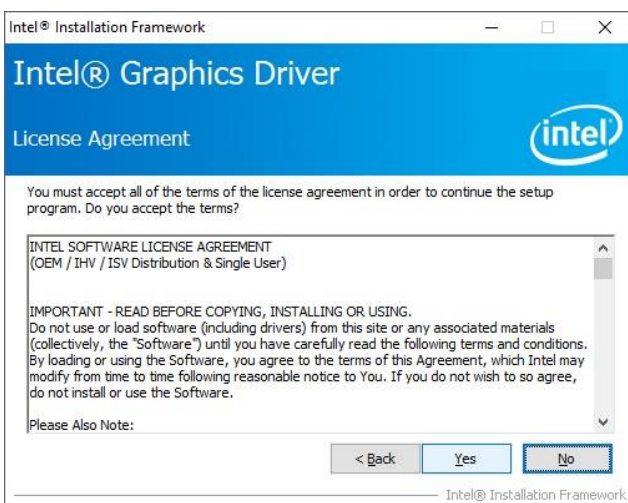 Intel® Installation Framework
Intel® Graphics Driver
License Agreement
intel
You must accept all of the terms of the license agreement in order to continue the setup
program. Do you accept the terms?
INTEL SOFTWARE LICENSE AGREEMENT
(OEM / IHV / ISV Distribution & Single User)
IMPORTANT - READ BEFORE COPYING, INSTALLING OR USING.
Do not use or load software (including drivers) from this site or any associated materials
(collectively, the "Software") until you have carefully read the following terms and conditions.
By loading or using the Software, you agree to the terms of this Agreement, which Intel may
modify from time to time following reasonable notice to You. If you do not wish to so agree,
do not install or use the Software.
Please Also Note:
< Back Yes No
Intel® Installation Framework